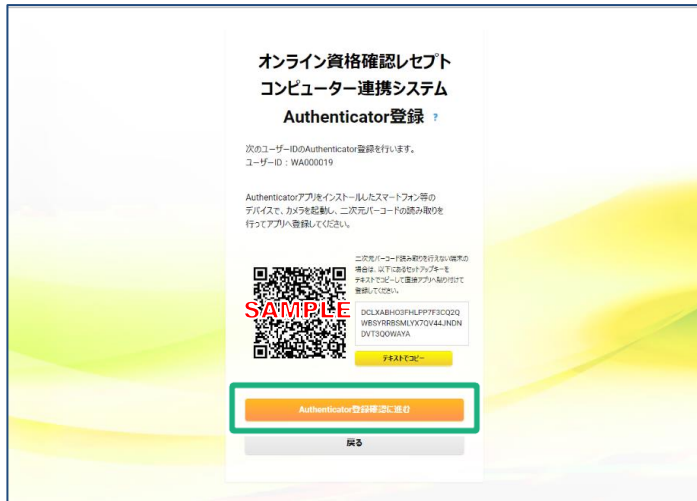 オンライン資格確認レセプト
コンピューター連携システム
Authenticator登録 ?
次のユーザーIDのAuthenticator登録を行います。
ユーザーID : WA000019
Authenticatorアプリをインストールしたスマートフォン等の
デバイスで、カメラを起動し、二次元バーコードの読み取りを
行ってアプリへ登録してください。
二次元バーコード読み取りを行えない端末の
場合は、以下にあるセットアップキーを
テキストでコピーして直接アプリへ貼り付けて
登録してください。
SAMPLE
DCLXABHO3FHLPP7F3CQ2Q
WBSYRRBSMLYX7QV44JNDN
DVT3QOWAYA
テキストでコピー
Authenticator登録確認に進む
戻る